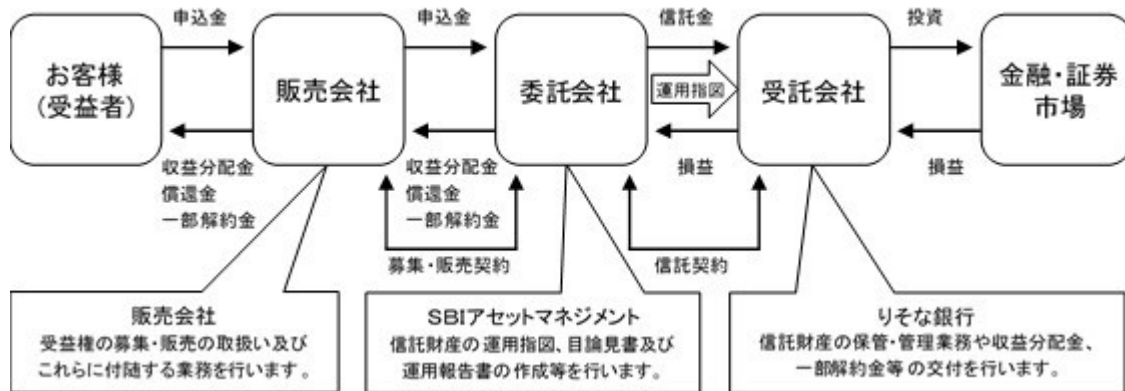 申込金
申込金
信託金
投資
お客様
（受益者）
販売会社
委託会社
運用指図
受託会社
金融・証券
市場
収益分配金
償還金
一部解約金
収益分配金
償還金
一部解約金
損益
損益
募集・販売契約
信託契約
販売会社
受益権の募集・販売の取扱い及び
これらに付随する業務を行います。
SBIアセットマネジメント
信託財産の運用指図、目論見書及び
運用報告書の作成等を行います。
りそな銀行
信託財産の保管・管理業務や収益分配金、
一部解約金等の交付を行います。